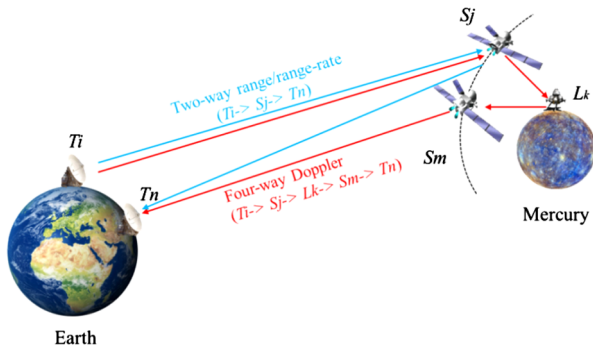 Sj
Two-way range/range-rate
(Ti-> Sj-> Tn)
Lk
Ti
Sm
Tn
Four-way Doppler
(Ti-> Sj-> Lk-> Sm-> Tn)
Mercury
Earth